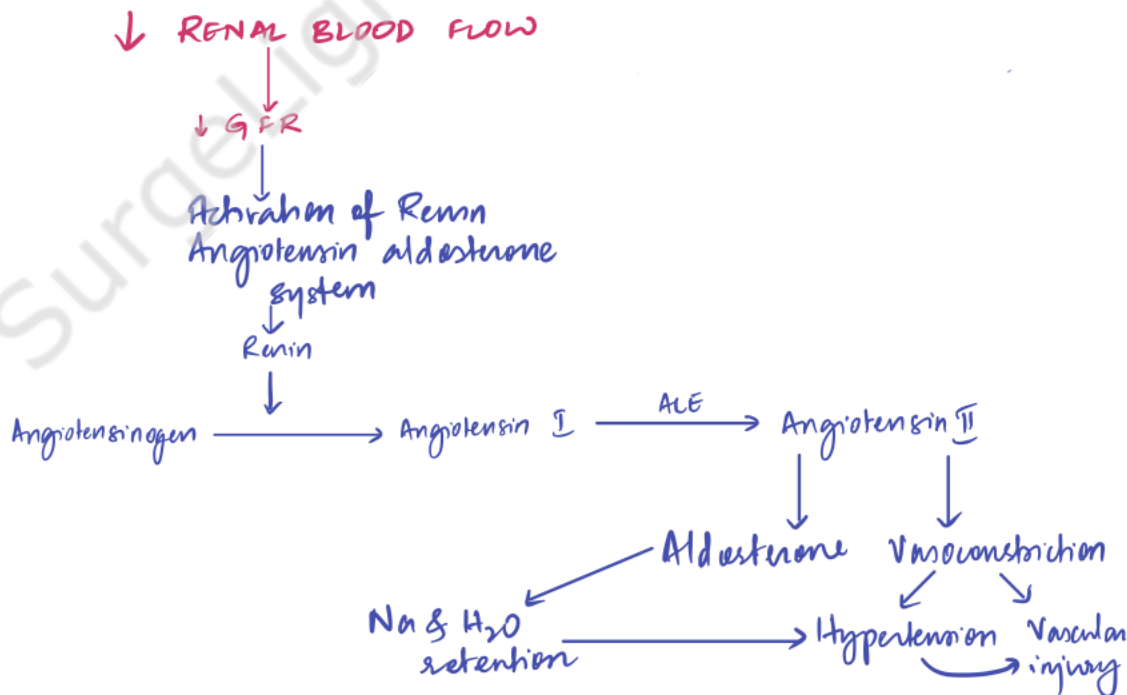 ↓ RENAL BLOOD FLOW
↓ GFR
Activation of Renin
Angiotensin aldosterone
system
Renin
Angiotensinogen → Angiotensin I → Angiotensin II
ACE
Aldosterone Vasoconstriction
Na & H₂O
retention
Hypertension Vascular
injury
SurgeLig